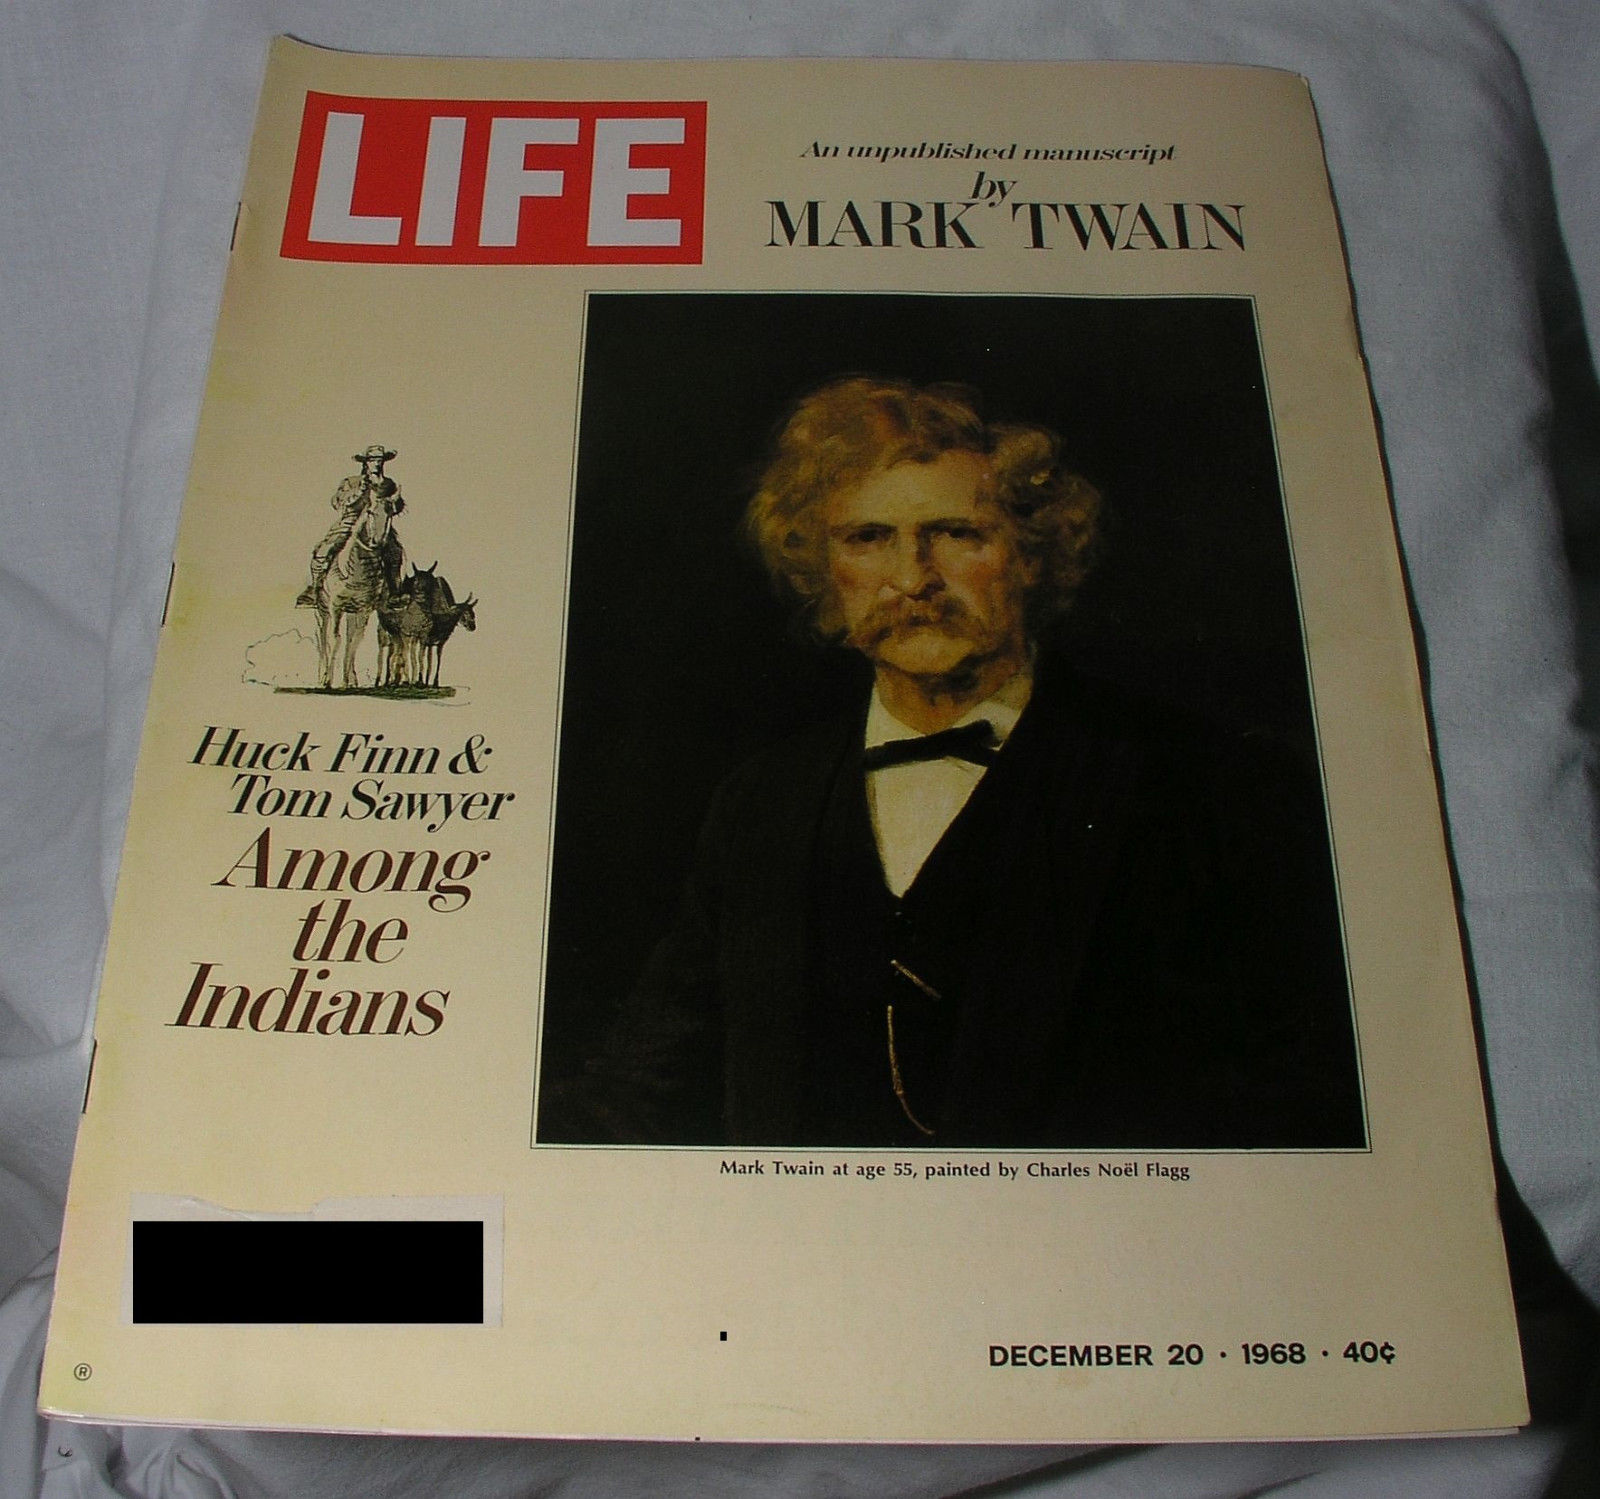 LIFE
An unpublished manuscript
by
MARK TWAIN
Huck Finn &
Tom Sawyer
Among
the
Indians
Mark Twain at age 55, painted by Charles Noël Flagg
®
DECEMBER 20 · 1968 · 40¢